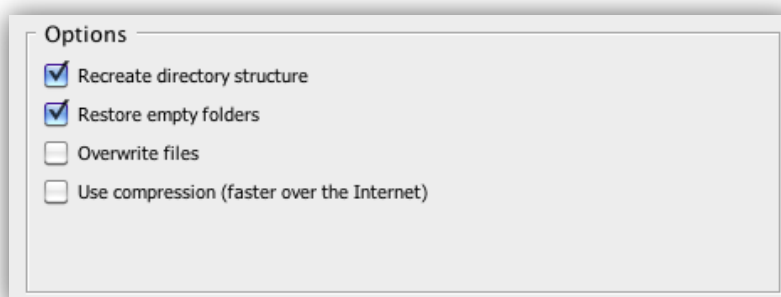 Options
Recreate directory structure
Restore empty folders
Overwrite files
Use compression (faster over the Internet)